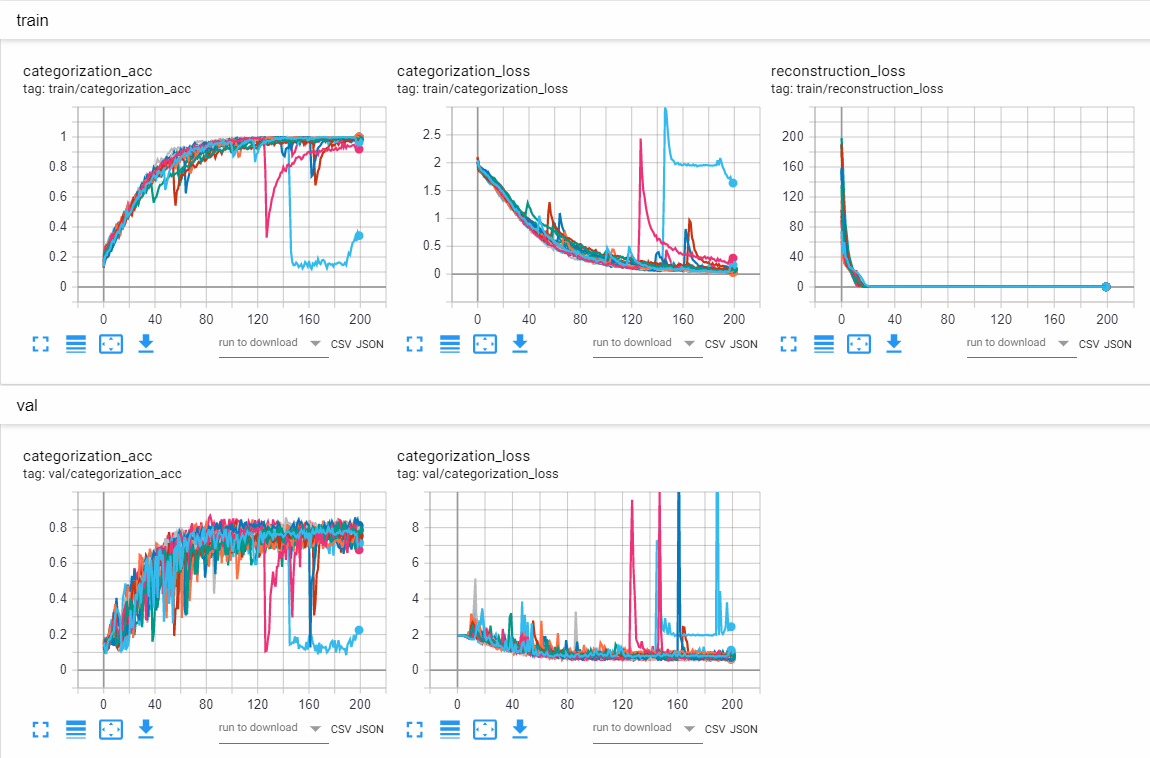 train
categorization_acc
tag: train/categorization_acc
1
0.8
0.6
0.4
0.2
0
0 40 80 120 160 200
run to download CSV JSON
categorization_loss
tag: train/categorization_loss
2.5
2
1.5
1
0.5
0
0 40 80 120 160 200
run to download CSV JSON
reconstruction_loss
tag: train/reconstruction_loss
200
160
120
80
40
0
0 40 80 120 160 200
run to download CSV JSON
val
categorization_acc
tag: val/categorization_acc
0.8
0.6
0.4
0.2
0
0 40 80 120 160 200
run to download CSV JSON
categorization_loss
tag: val/categorization_loss
8
6
4
2
0
0 40 80 120 160 200
run to download CSV JSON